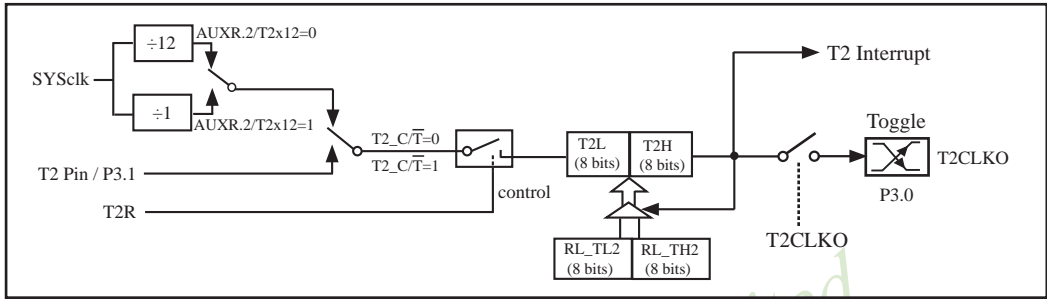 ÷12
AUXR.2/T2x12=0
SYSclk
÷1
AUXR.2/T2x12=1
T2 Pin / P3.1
T2R
T2_C/T̅=0
T2_C/T̅=1
control
T2L
(8 bits)
T2H
(8 bits)
RL_TL2
(8 bits)
RL_TH2
(8 bits)
T2 Interrupt
Toggle
T2CLKO
P3.0
T2CLKO